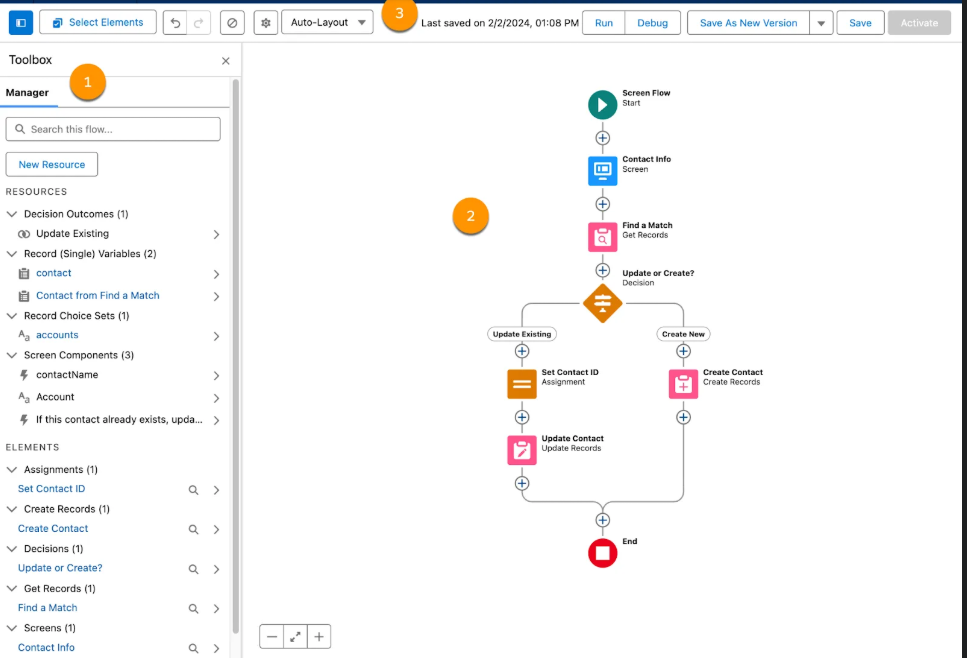 Select Elements
Auto-Layout
3
Last saved on 2/2/2024, 01:08 PM
Run
Debug
Save As New Version
Save
Activate
Toolbox
1
Manager
Search this flow...
New Resource
RESOURCES
Decision Outcomes (1)
Update Existing
Record (Single) Variables (2)
contact
Contact from Find a Match
Record Choice Sets (1)
accounts
Screen Components (3)
contactName
Account
If this contact already exists, upda...
ELEMENTS
Assignments (1)
Set Contact ID
Create Records (1)
Create Contact
Decisions (1)
Update or Create?
Get Records (1)
Find a Match
Screens (1)
Contact Info
2
Screen Flow
Start
Contact Info
Screen
Find a Match
Get Records
Update or Create?
Decision
Update Existing
Create New
Set Contact ID
Assignment
Create Contact
Create Records
Update Contact
Update Records
End